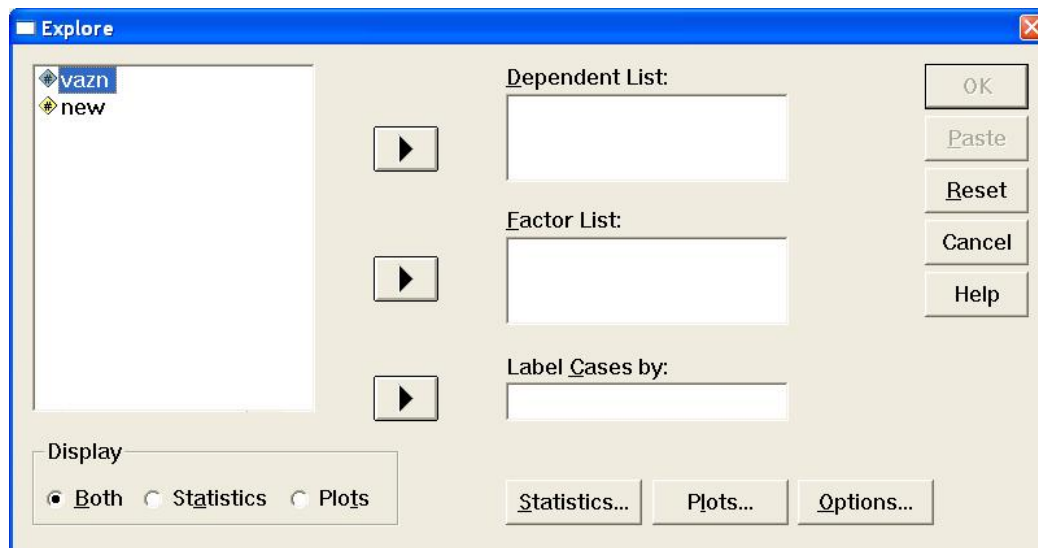 Explore
vazn
new
Dependent List:
Factor List:
Label Cases by:
OK
Paste
Reset
Cancel
Help
Display
Both Statistics Plots
Statistics... Plots... Options...